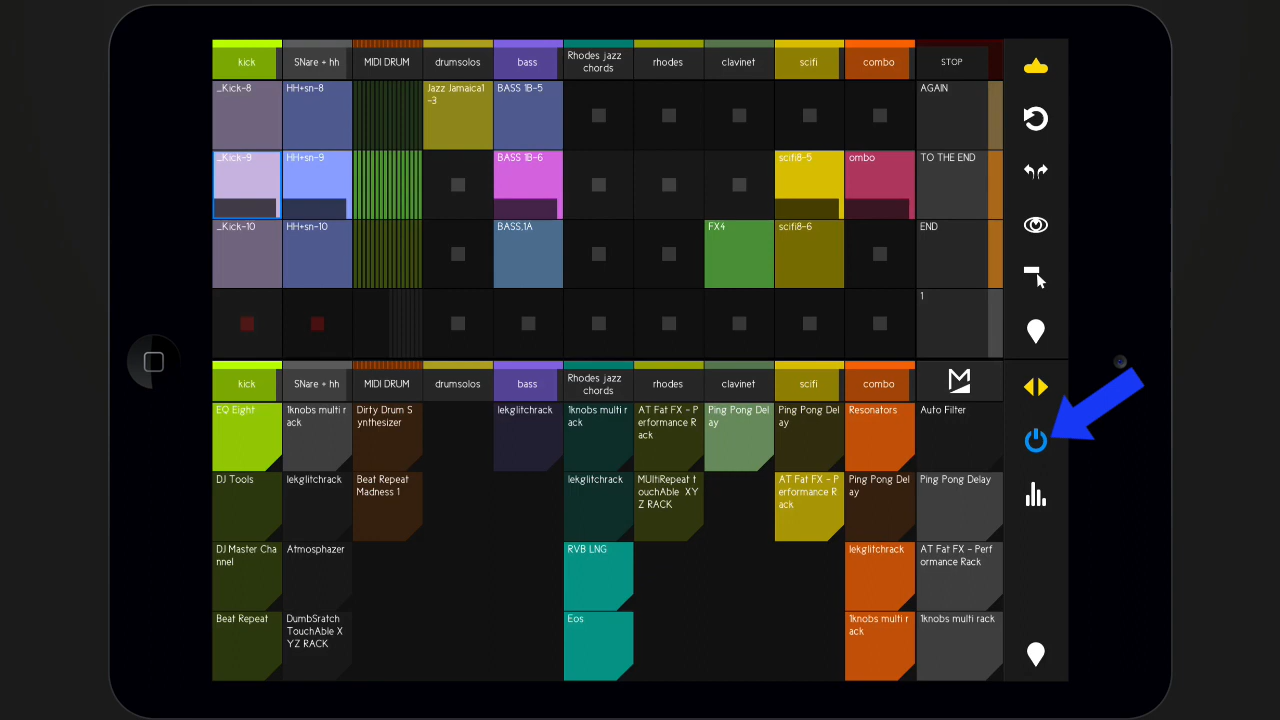 kick
SNare + hh
MIDI DRUM
drumsolos
bass
Rhodes jazz
chords
rhodes
clavinet
scifi
combo
STOP
_Kick-8
HH+sn-8
Jazz Jamaica1
-3
BASS 1B-5
AGAIN
_Kick-9
HH+sn-9
BASS 1B-6
scifi8-5
ombo
TO THE END
_Kick-10
HH+sn-10
BASS,1A
FX4
scifi8-6
END
1
kick
SNare + hh
MIDI DRUM
drumsolos
bass
Rhodes jazz
chords
rhodes
clavinet
scifi
combo
EQ Eight
1knobs multi r
ack
Dirty Drum S
ynthesizer
lekglitchrack
1knobs multi r
ack
AT Fat FX - P
erformance R
ack
Ping Pong Del
ay
Ping Pong De
ay
Resonators
Auto Filter
DJ Tools
lekglitchrack
Beat Repeat
Madness 1
lekglitchrack
MUltiRepeat t
ouchAble XY
Z RACK
AT Fat FX - P
erformance R
ack
Ping Pong Del
ay
Ping Pong Delay
DJ Master Cha
nnel
Atmosphazer
RVB LNG
lekglitchrack
AT Fat FX - Perf
ormance Rack
Beat Repeat
DumbSratch
TouchAble X
YZ RACK
Eos
1knobs multi r
ack
1knobs multi rack